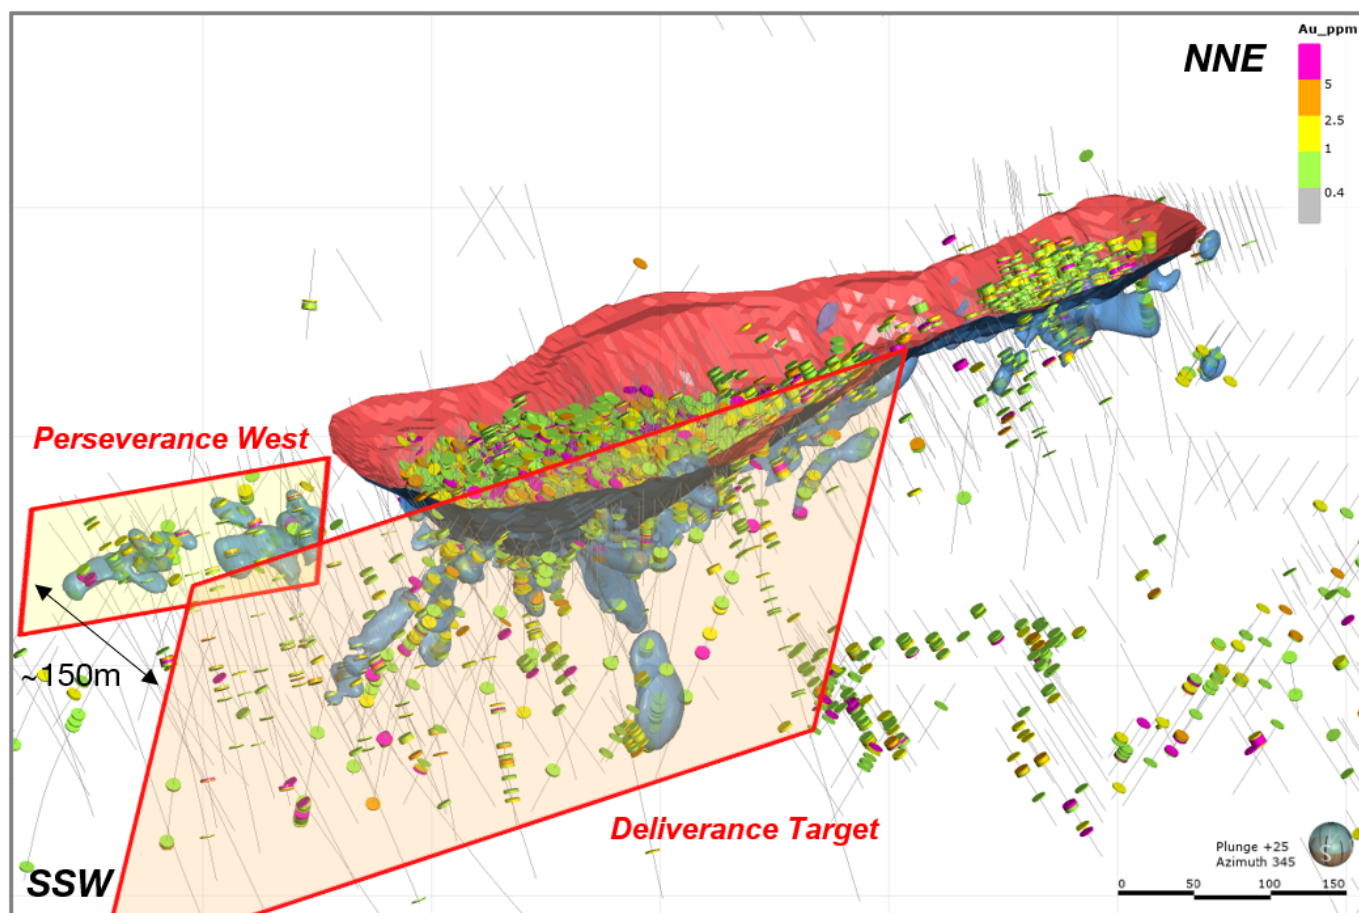 Au_ppm
NNE
5
2.5
1
0.4
Perseverance West
~150m
Deliverance Target
Plunge +25
Azimuth 345
S
SSW
0 50 100 150